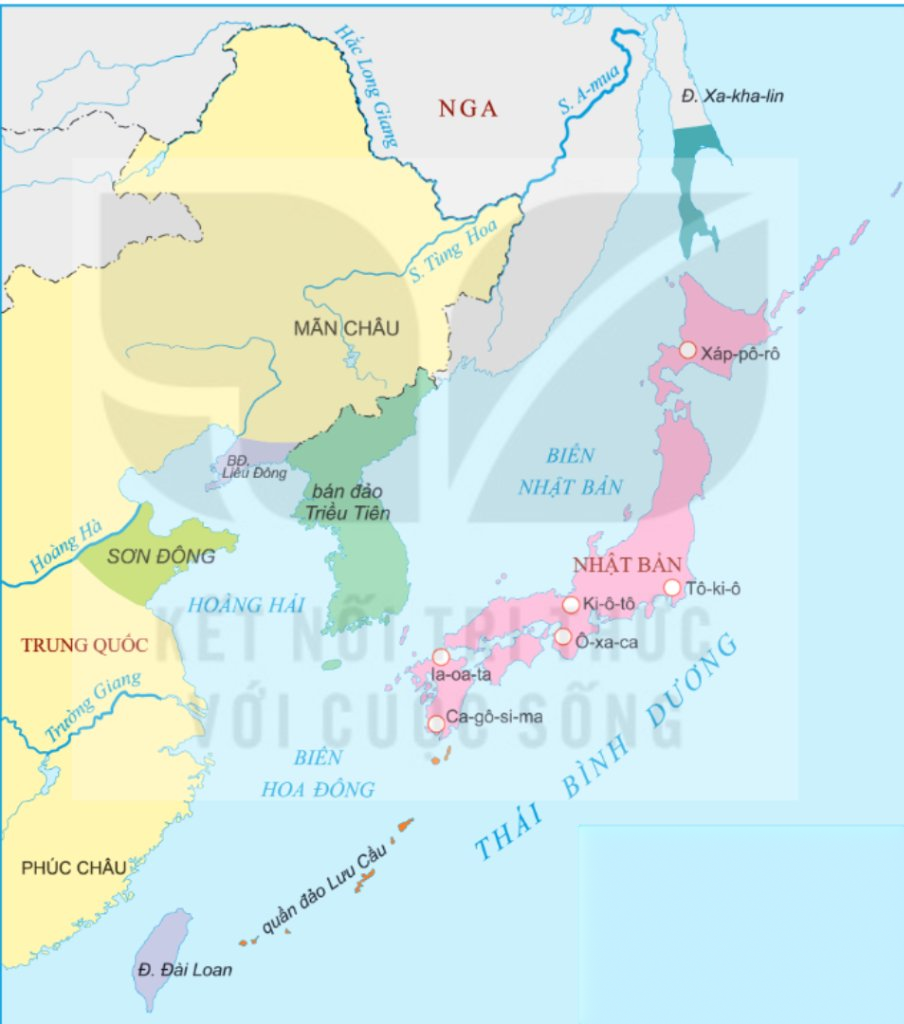 Hắc Long Giang
NGA
S. A-mua
Đ. Xa-kha-lin
S. Tùng Hoa
MÃN CHÂU
Xáp-pô-rô
BĐ.
Liêu Đông
bán đảo
Triều Tiên
BIỂN
NHẬT BẢN
Hoàng Hà
SƠN ĐÔNG
NHẬT BẢN
Tô-ki-ô
Ki-ô-tô
HOÀNG HẢI
Ô-xa-ca
KẾT NỐI TRI THỨC
TRUNG QUỐC
Ia-oa-ta
Trường Giang
Ca-gô-si-ma
VỚI CUỘC SỐNG
BIỂN
HOA ĐÔNG
THÁI BÌNH DƯƠNG
PHÚC CHÂU
quần đảo Lưu Cầu
Đ. Đài Loan